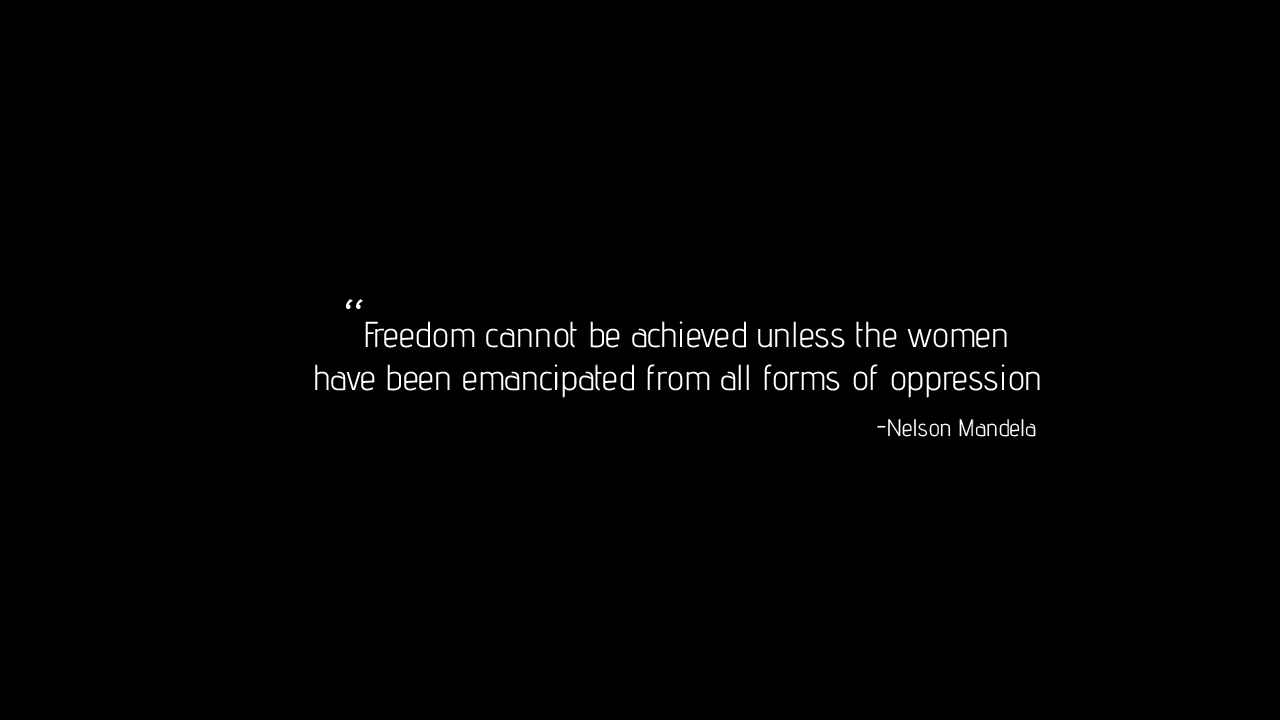 “Freedom cannot be achieved unless the women
have been emancipated from all forms of oppression
-Nelson Mandela